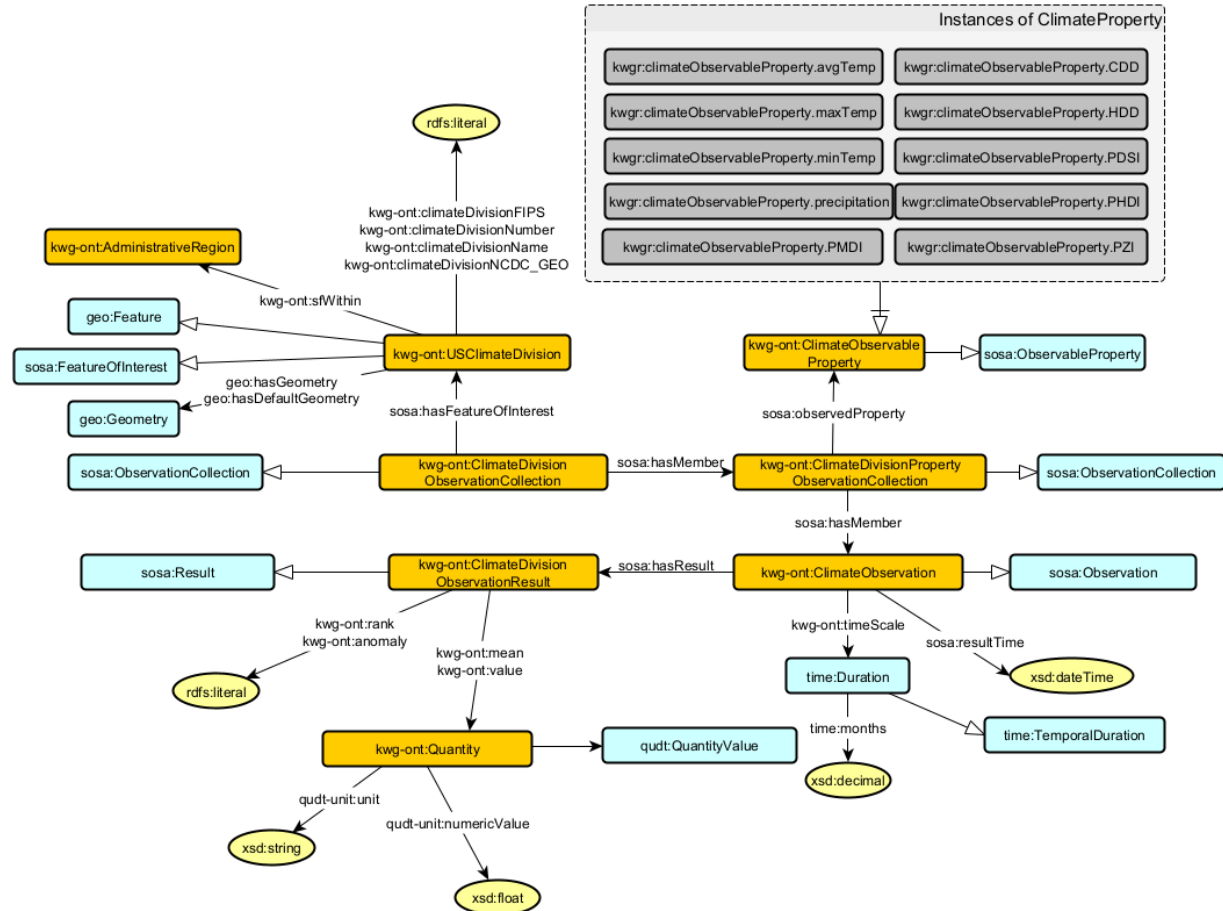 Instances of ClimateProperty
kwgr:climateObservableProperty.avgTemp
kwgr:climateObservableProperty.CDD
kwgr:climateObservableProperty.maxTemp
kwgr:climateObservableProperty.HDD
kwgr:climateObservableProperty.minTemp
kwgr:climateObservableProperty.PDSI
kwgr:climateObservableProperty.precipitation
kwgr:climateObservableProperty.PHDI
kwgr:climateObservableProperty.PMDI
kwgr:climateObservableProperty.PZI
rdfs:literal
kwg-ont:climateDivisionFIPS
kwg-ont:climateDivisionNumber
kwg-ont:climateDivisionName
kwg-ont:climateDivisionNCDC_GEO
kwg-ont:AdministrativeRegion
kwg-ont:sfWithin
geo:Feature
kwg-ont:USClimateDivision
kwg-ont:ClimateObservable
Property
sosa:ObservableProperty
sosa:FeatureOfInterest
geo:hasGeometry
geo:hasDefaultGeometry
geo:Geometry
sosa:hasFeatureOfInterest
sosa:observedProperty
sosa:ObservationCollection
kwg-ont:ClimateDivision
ObservationCollection
sosa:hasMember
kwg-ont:ClimateDivisionProperty
ObservationCollection
sosa:ObservationCollection
sosa:hasMember
sosa:Result
kwg-ont:ClimateDivision
ObservationResult
sosa:hasResult
kwg-ont:ClimateObservation
sosa:Observation
kwg-ont:rank
kwg-ont:anomaly
kwg-ont:mean
kwg-ont:value
kwg-ont:timeScale
sosa:resultTime
rdfs:literal
time:Duration
xsd:dateTime
kwg-ont:Quantity
qudt:QuantityValue
time:months
time:TemporalDuration
xsd:decimal
qudt-unit:unit
qudt-unit:numericValue
xsd:string
xsd:float